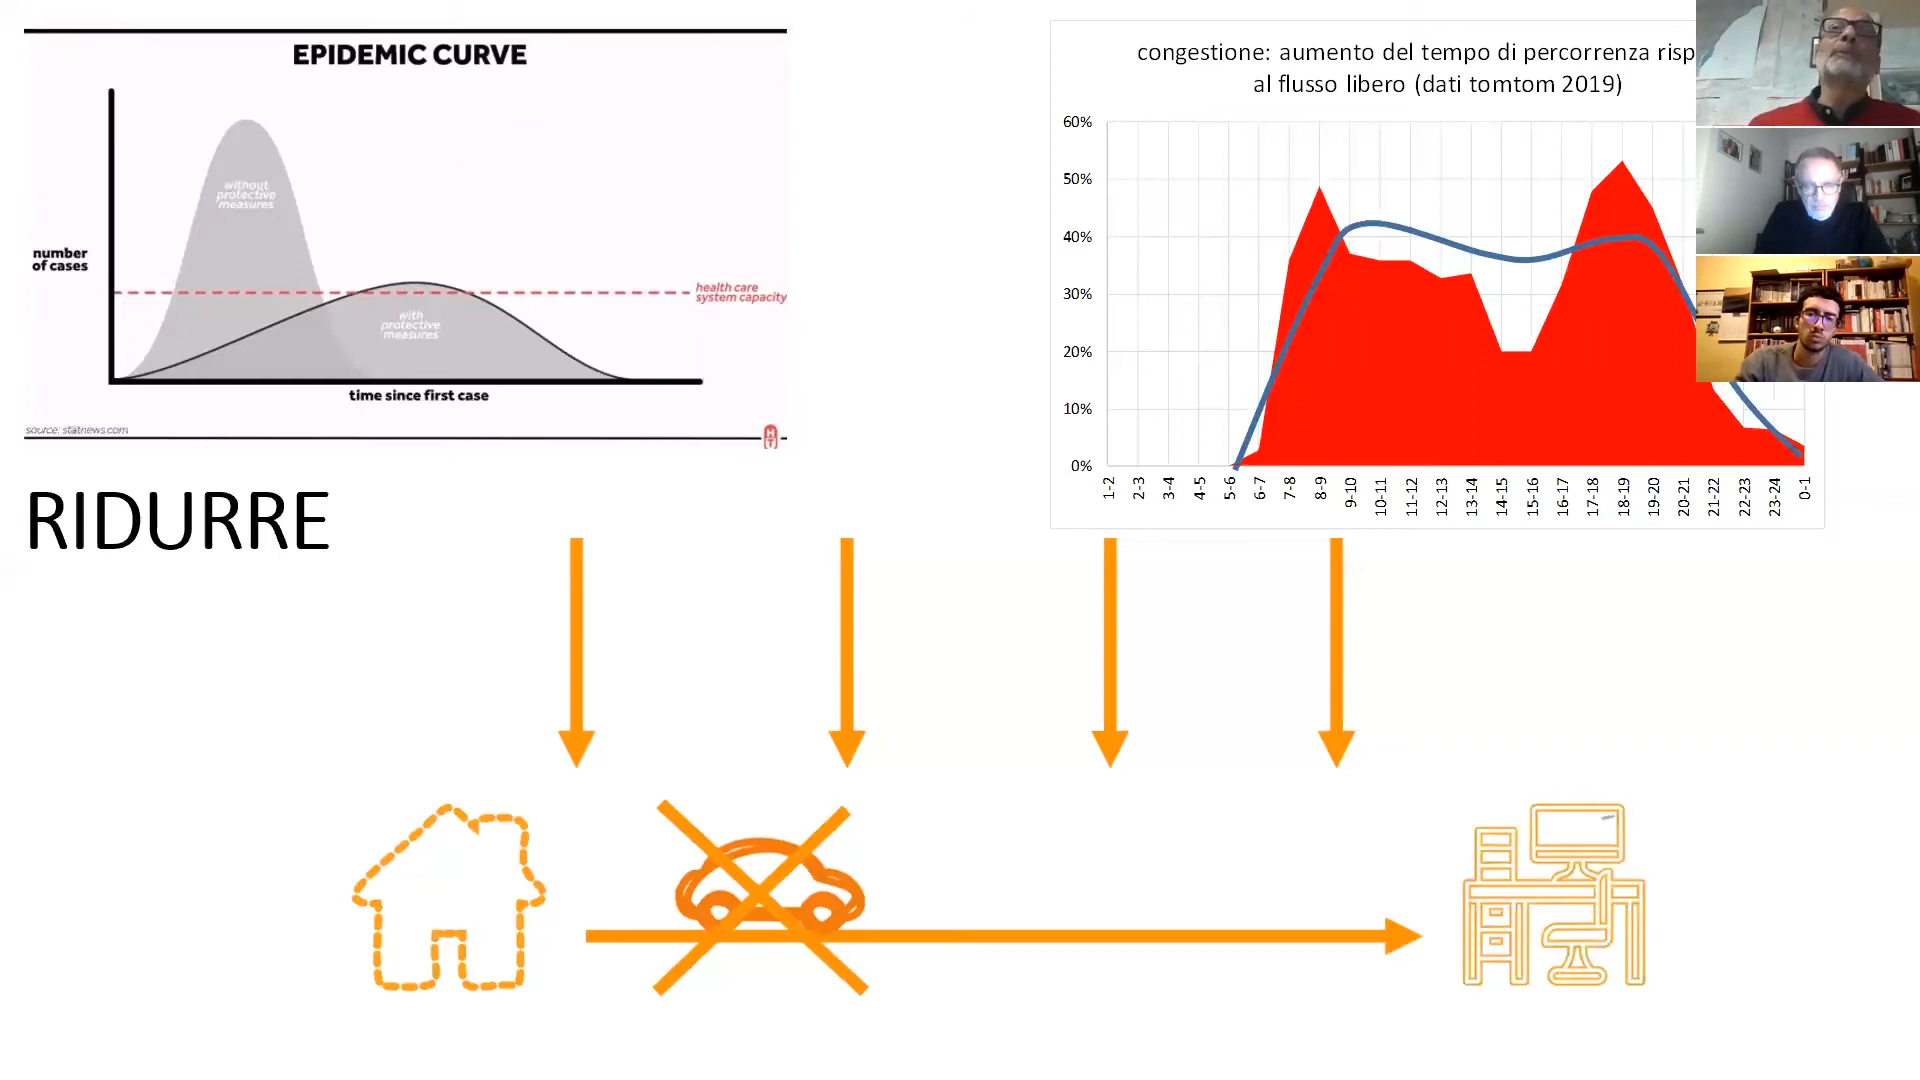 EPIDEMIC CURVE
without
protective
measures
number
of cases
health care
system capacity
with
protective
measures
time since first case
source: statnews.com
H
T
congestione: aumento del tempo di percorrenza risp
al flusso libero (dati tomtom 2019)
60%
50%
40%
30%
20%
10%
0%
1-2
2-3
3-4
4-5
5-6
6-7
7-8
8-9
9-10
10-11
11-12
12-13
13-14
14-15
15-16
16-17
17-18
18-19
19-20
20-21
21-22
22-23
23-24
0-1
RIDURRE